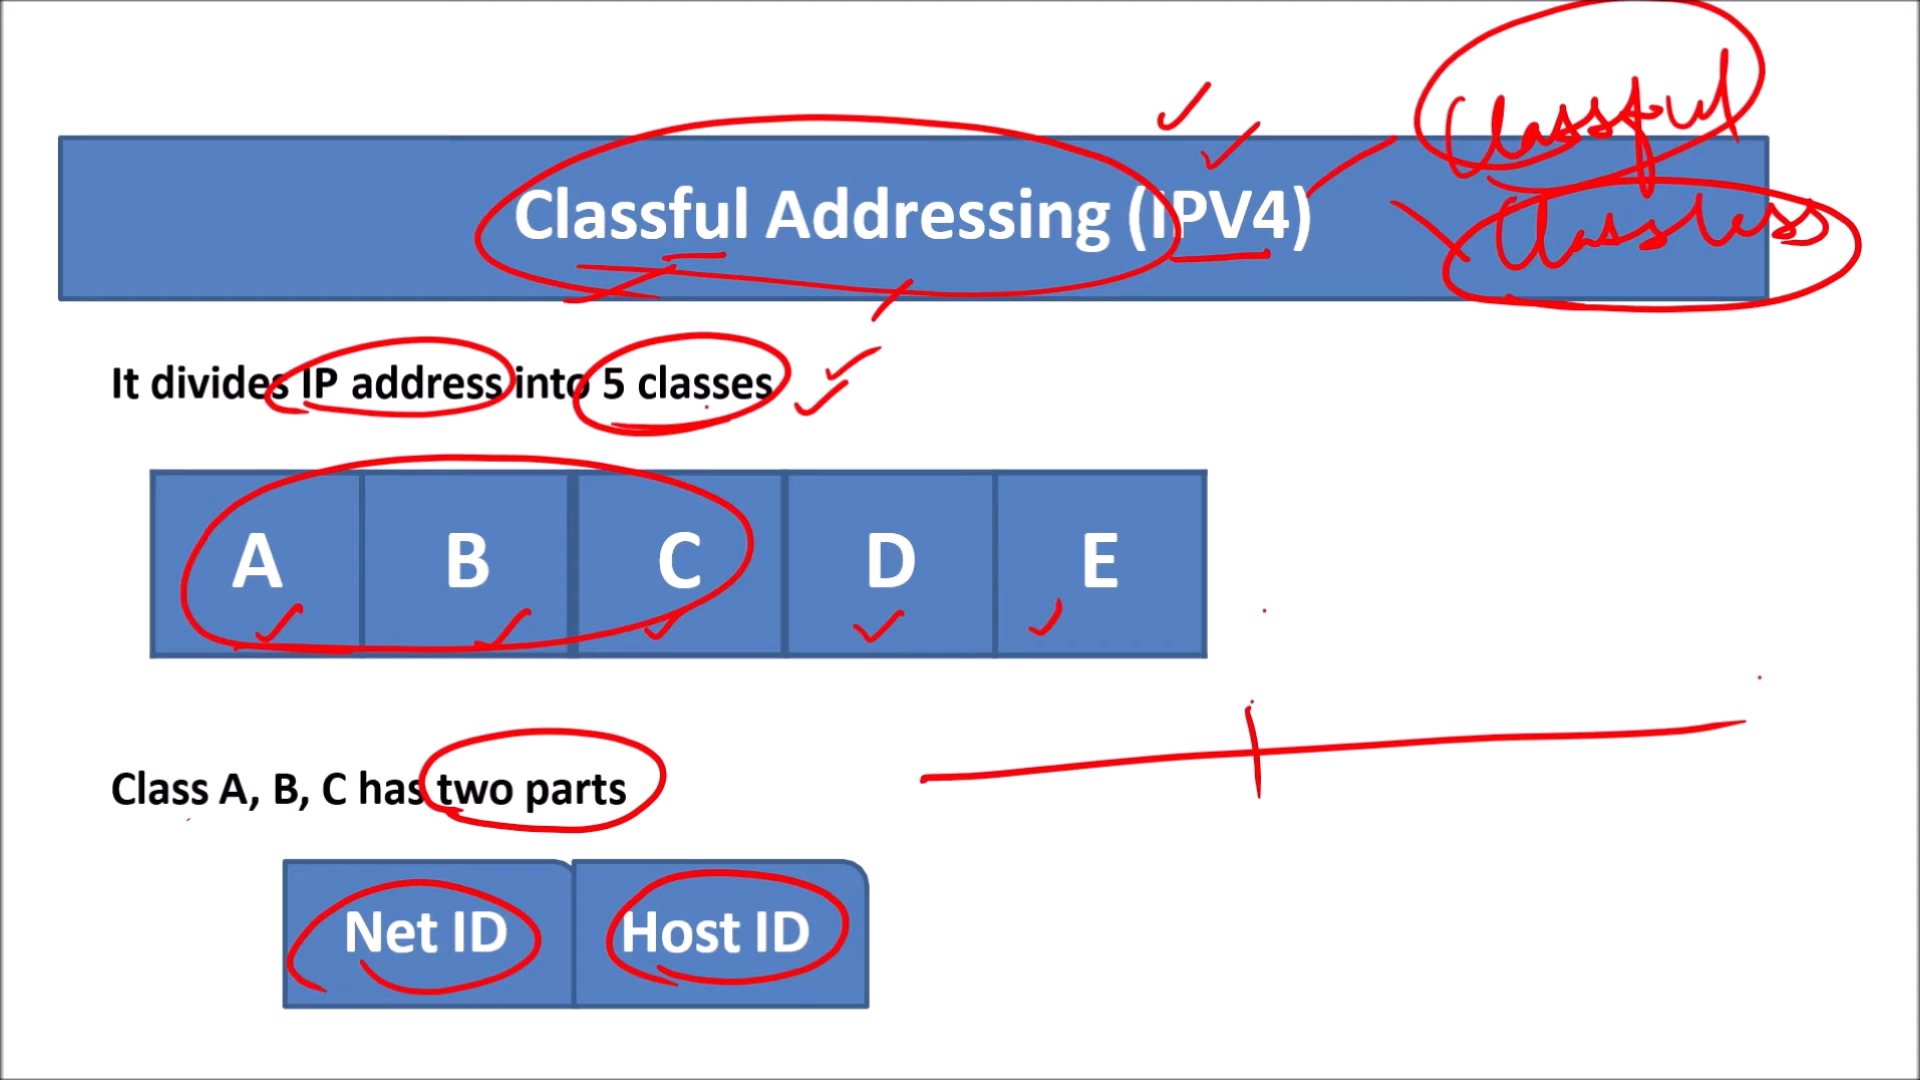 Classful
Classful Addressing (IPV4)
Classless
It divides IP address into 5 classes
A B C D E
Class A, B, C has two parts
Net ID Host ID